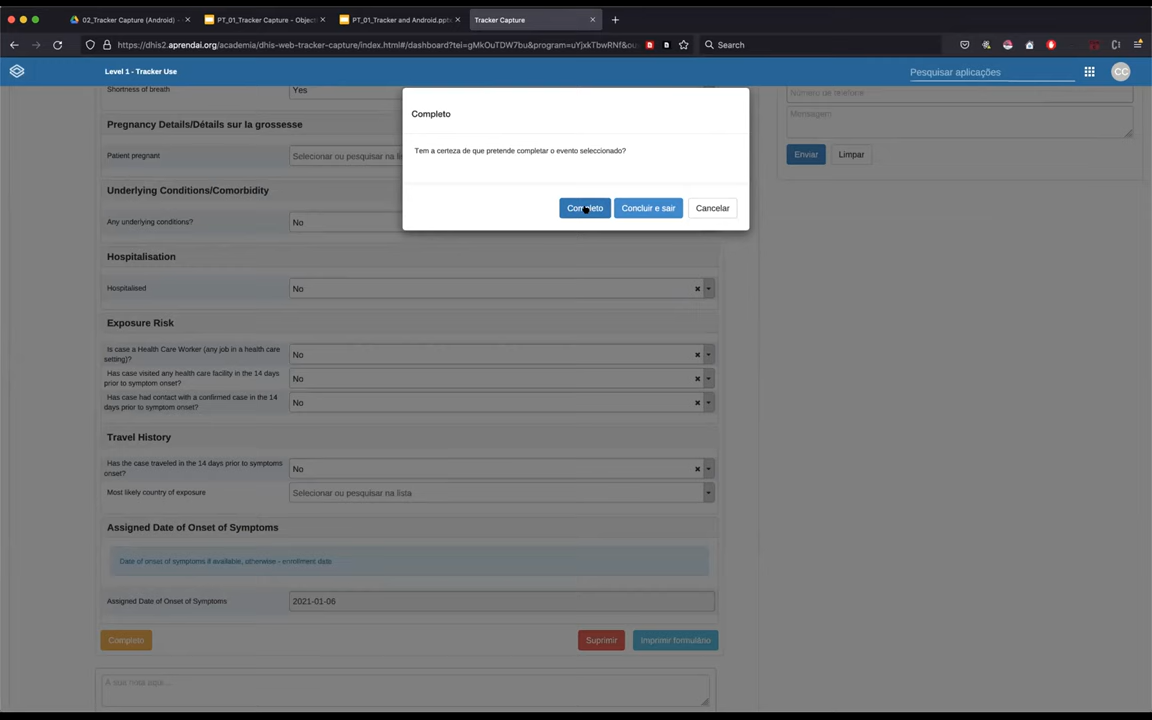 02_Tracker Capture (Android) -
PT_01_Tracker Capture - Object
PT_01_Tracker and Android.pptx
Tracker Capture
https://dhis2.aprendai.org/academia/dhis-web-tracker-capture/index.html#/dashboard?tei=gMkOuTDW7bu&program=uYjxkTbwRNf&ou
Search
Level 1 - Tracker Use
Pesquisar aplicações
CC
Shortness of breath
Yes
Número de telefone
Mensagem
Enviar
Limpar
Completo
Tem a certeza de que pretende completar o evento seleccionado?
Completo
Concluir e sair
Cancelar
Pregnancy Details/Détails sur la grossesse
Patient pregnant
Selecionar ou pesquisar na li
Underlying Conditions/Comorbidity
Any underlying conditions?
No
Hospitalisation
Hospitalised
No
Exposure Risk
Is case a Health Care Worker (any job in a health care
setting)?
No
Has case visited any health care facility in the 14 days
prior to symptom onset?
No
Has case had contact with a confirmed case in the 14
days prior to symptom onset?
No
Travel History
Has the case traveled in the 14 days prior to symptoms
onset?
No
Most likely country of exposure
Selecionar ou pesquisar na lista
Assigned Date of Onset of Symptoms
Date of onset of symptoms if available, otherwise - enrollment date
Assigned Date of Onset of Symptoms
2021-01-06
Completo
Suprimir
Imprimir formulário
A sua nota aqui...